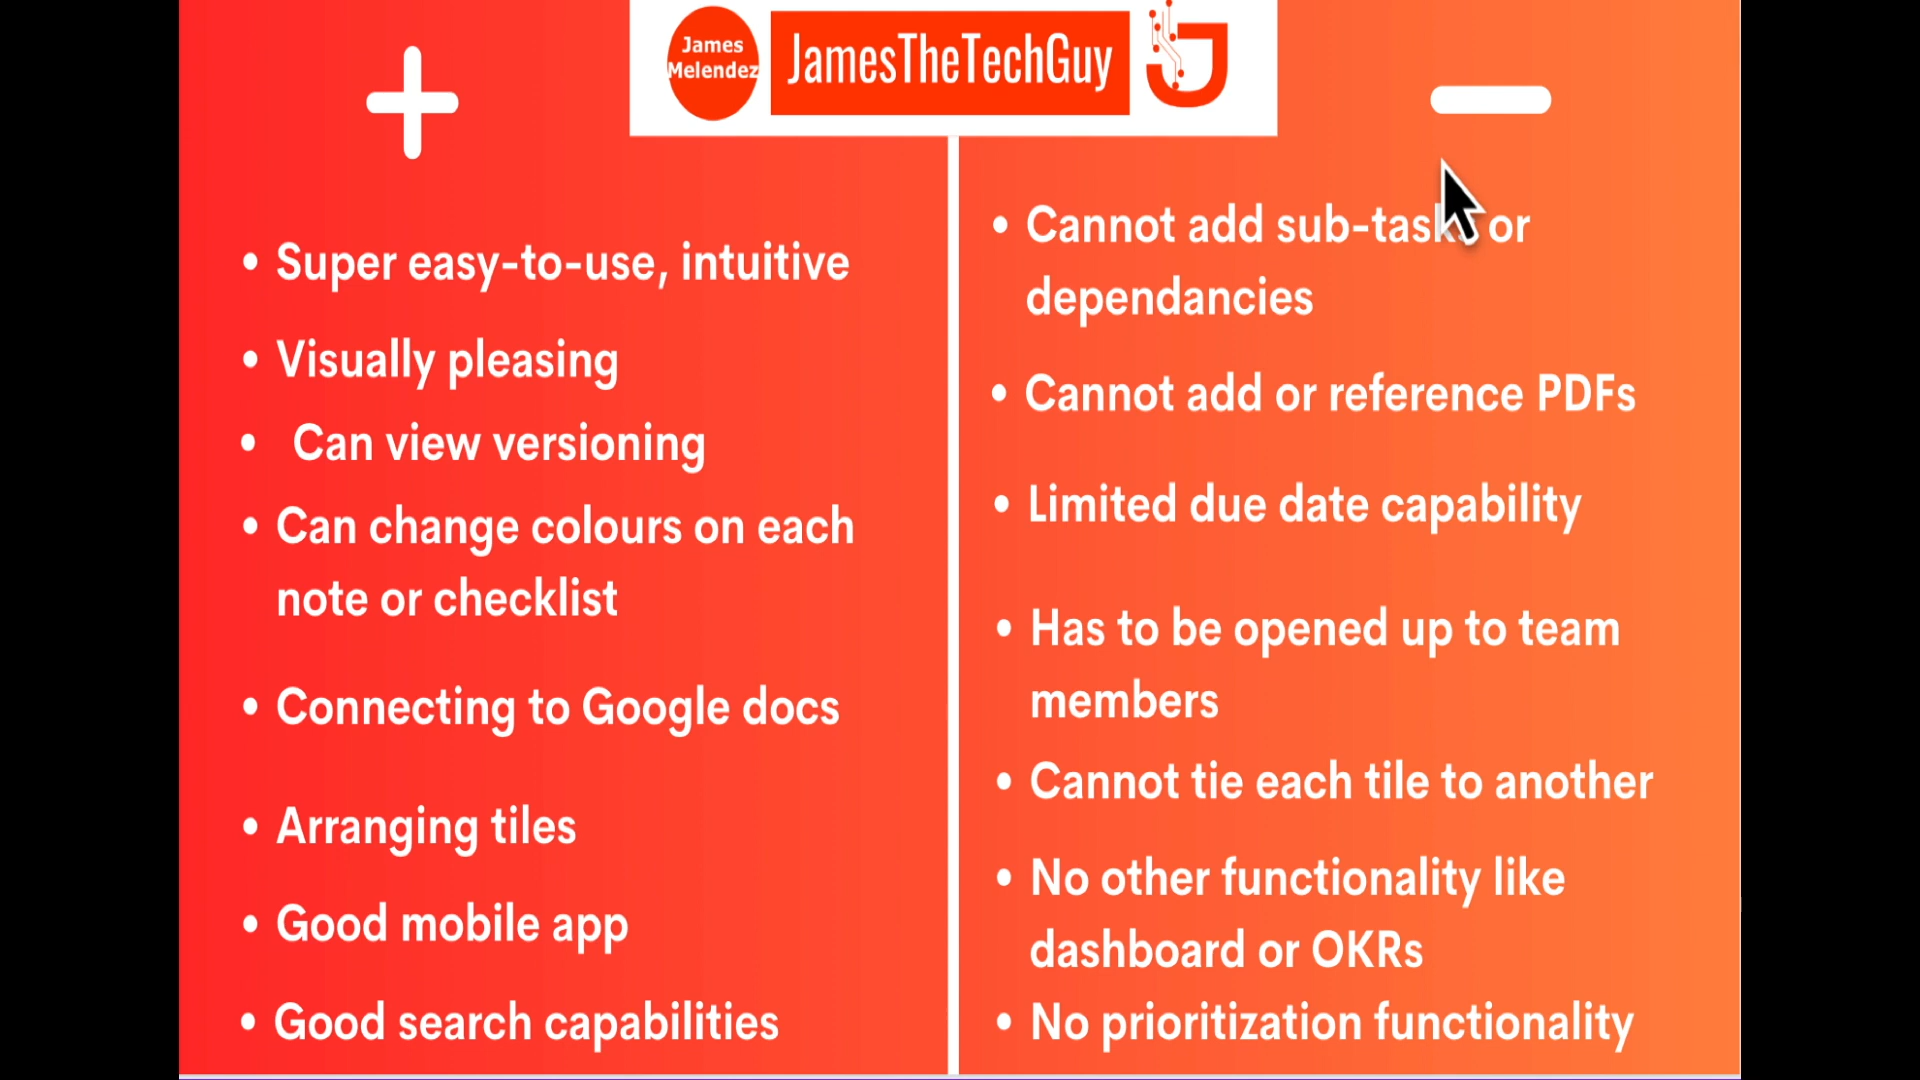 James
Melendez
JamesTheTechGuy
• Super easy-to-use, intuitive
• Visually pleasing
• Can view versioning
• Can change colours on each
note or checklist
• Connecting to Google docs
• Arranging tiles
• Good mobile app
• Good search capabilities
• Cannot add sub-tasks or
dependancies
• Cannot add or reference PDFs
• Limited due date capability
• Has to be opened up to team
members
• Cannot tie each tile to another
• No other functionality like
dashboard or OKRs
• No prioritization functionality